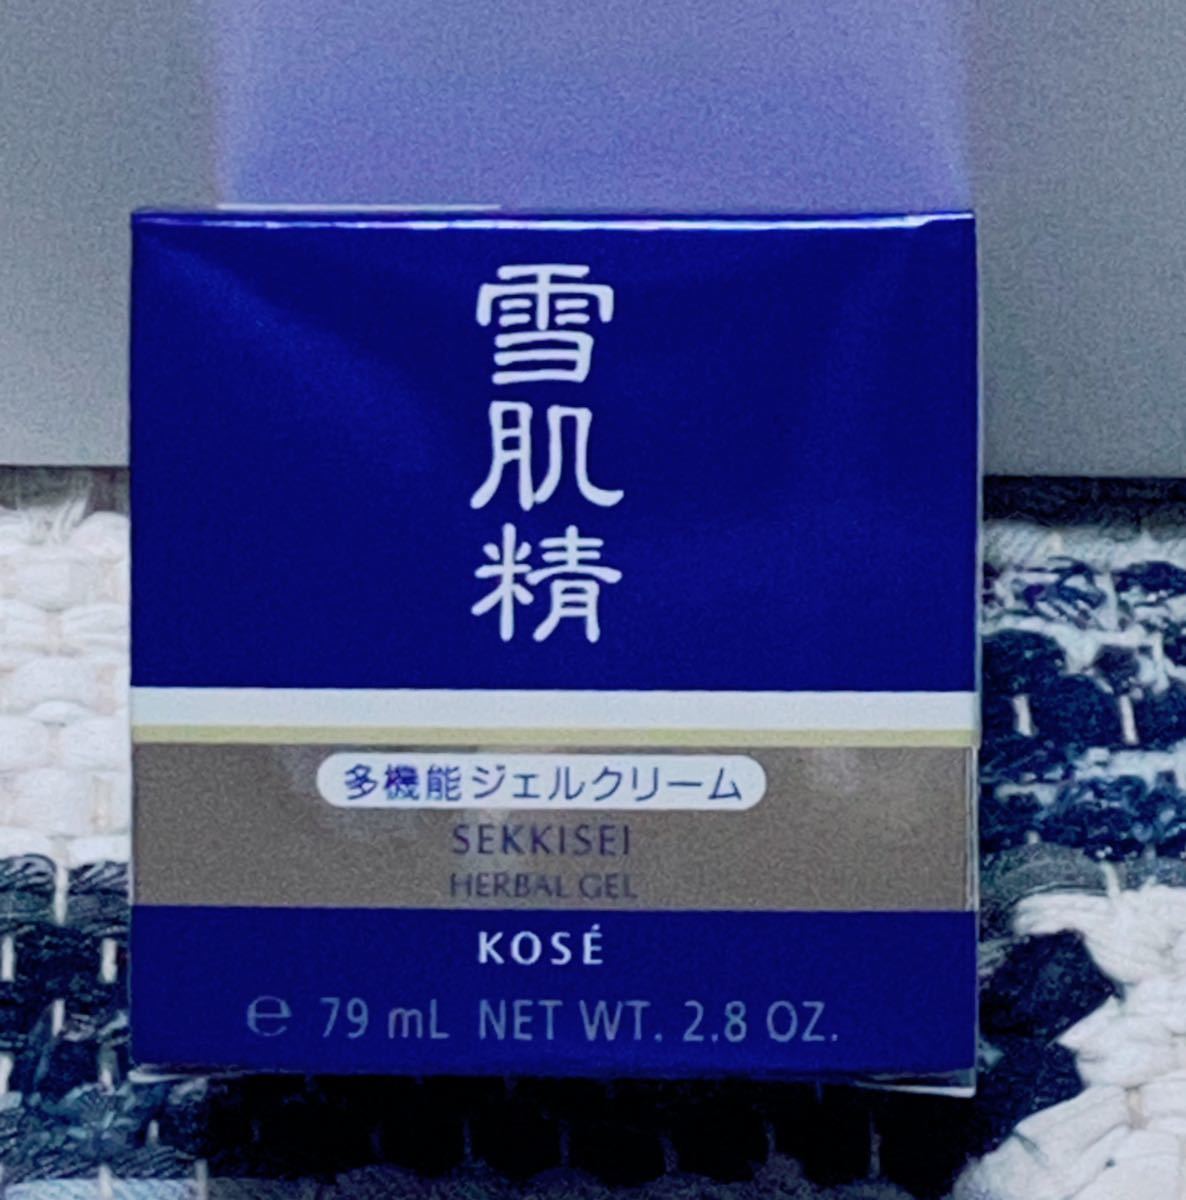 雪肌精
多機能ジェルクリーム
SEKKISEI
HERBAL GEL
KOSÉ
℮ 79 mL NET WT. 2.8 OZ.